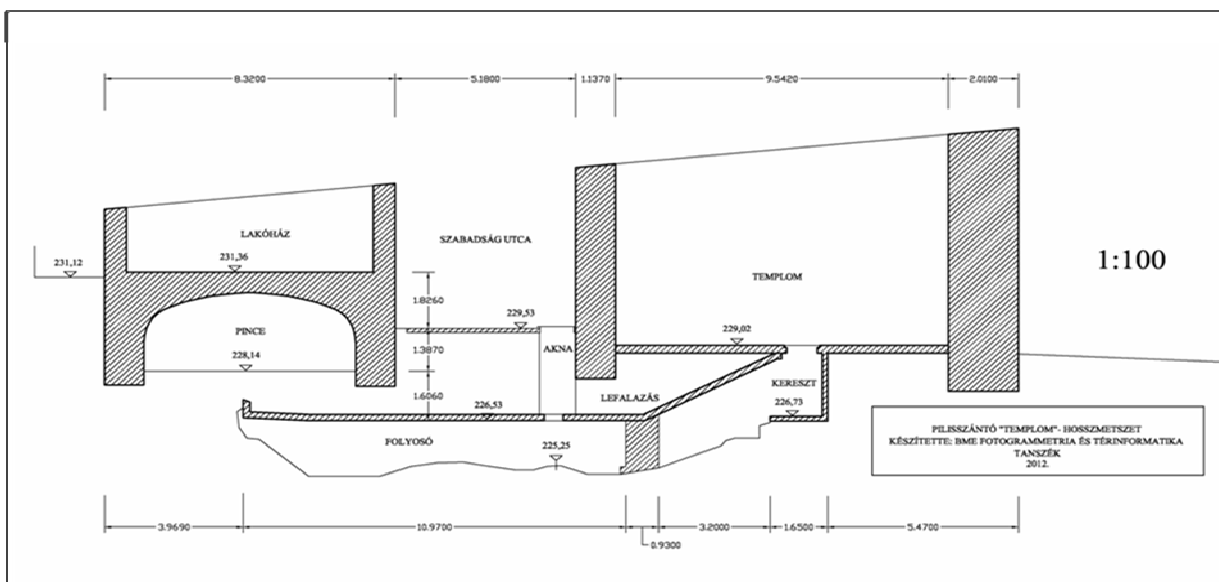 8.3200
5.1800
1.1370
9.5420
2.0100
LAKÓHÁZ
SZABADSÁG UTCA
231,12
231,36
TEMPLOM
1:100
1.8260
229,53
PINCE
229,02
AKNA
1.3870
228,14
KERESZT
1.6060
LEFALAZÁS
226,53
226,73
FOLYOSÓ
225,25
PILISSZÁNTÓ "TEMPLOM"- HOSSZMETSZET
KÉSZÍTETTE: BME FOTOGRAMMETRIA ÉS TÉRINFORMATIKA
TANSZÉK
2012.
3.9690
10.9700
0.9300
3.2000
1.6500
5.4700